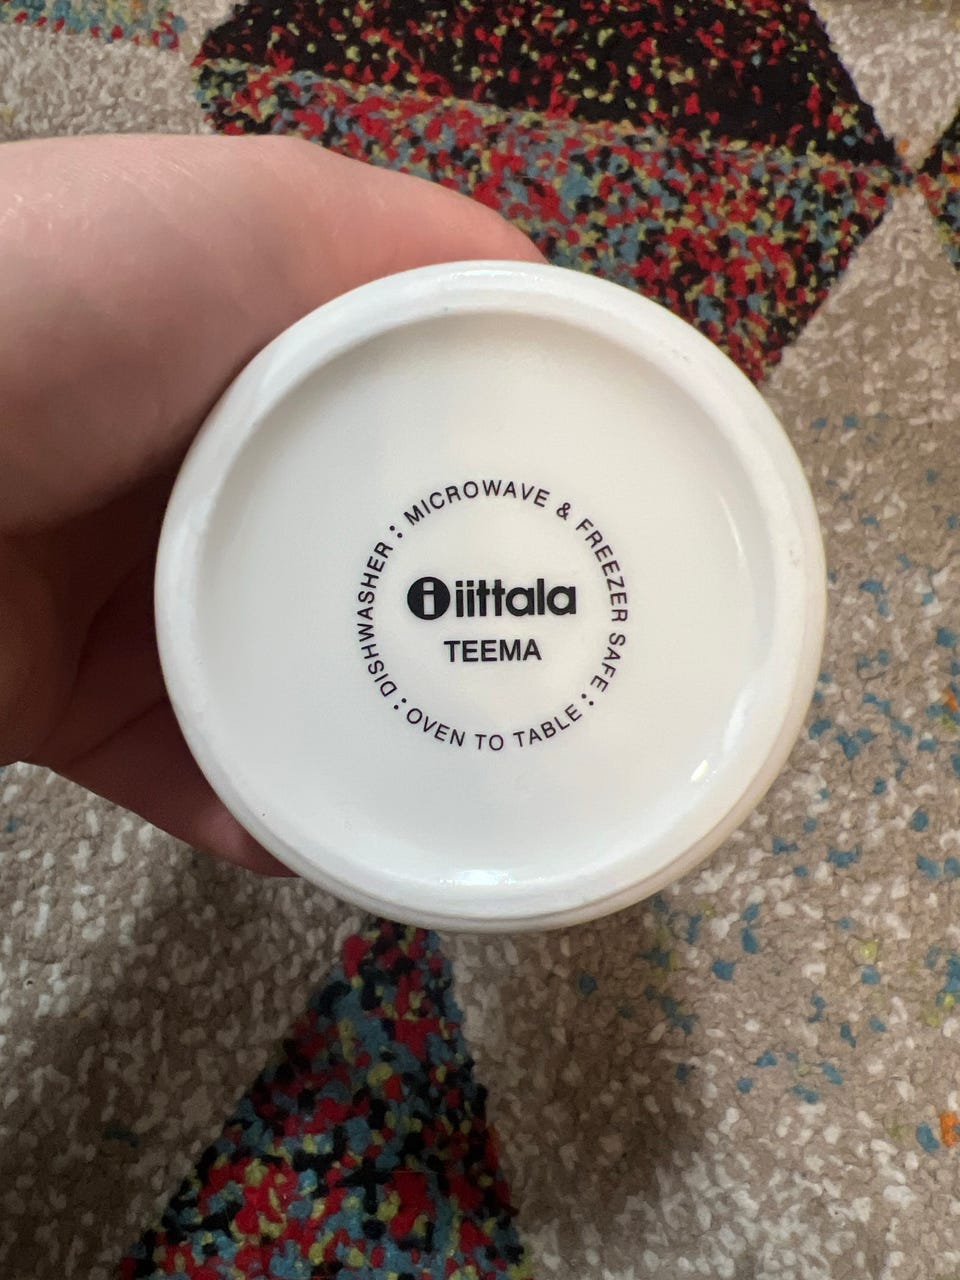 MICROWAVE & FREEZER SAFE :
OVEN TO TABLE :
DISHWASHER :
i iittala
TEEMA